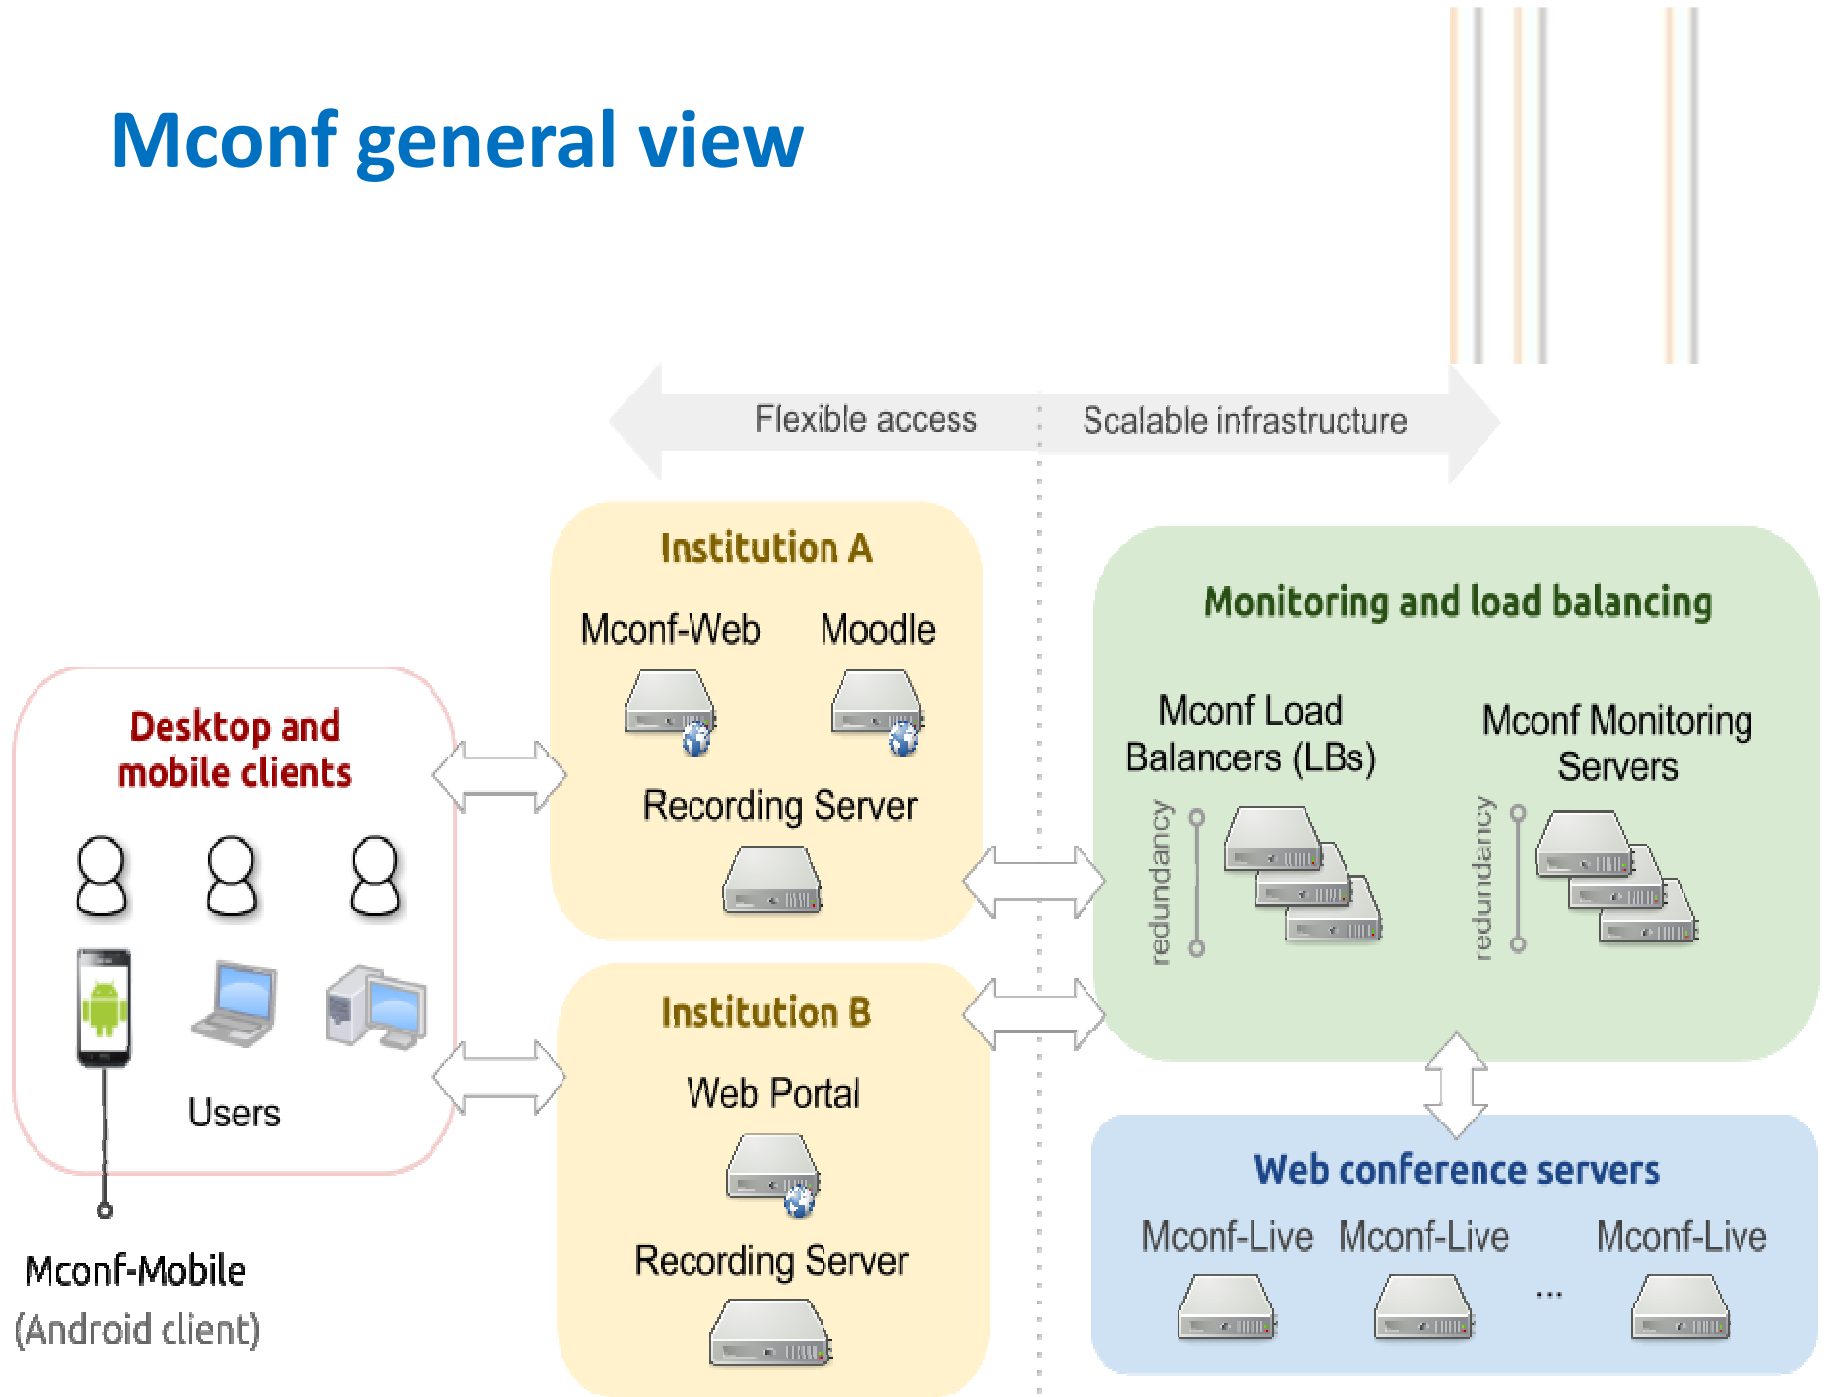 Mconf general view
Flexible access
Scalable infrastructure
Desktop and
mobile clients
Users
Mconf-Mobile
(Android client)
Institution A
Mconf-Web
Moodle
Recording Server
Institution B
Web Portal
Recording Server
Monitoring and load balancing
Mconf Load
Balancers (LBs)
redundancy
Mconf Monitoring
Servers
redundancy
Web conference servers
Mconf-Live
Mconf-Live
...
Mconf-Live